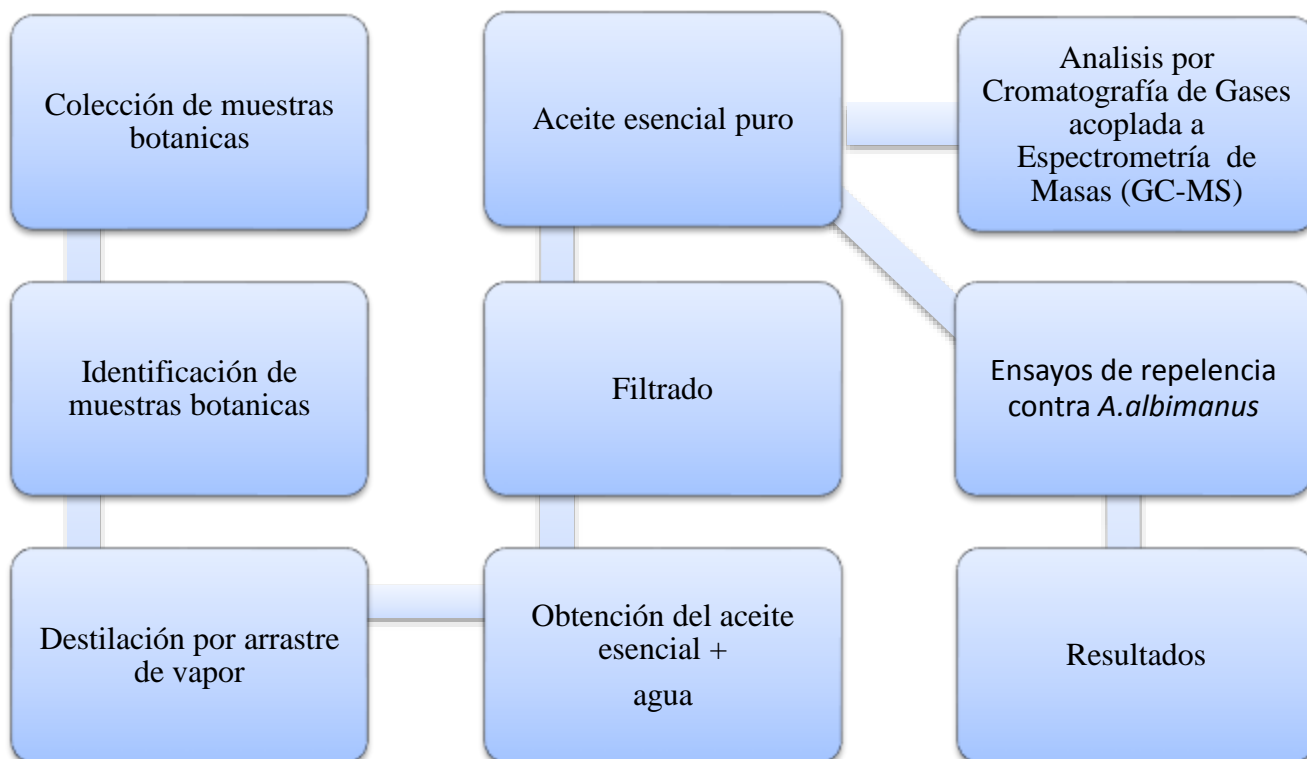 Colección de muestras
botanicas
Identificación de
muestras botanicas
Destilación por arrastre
de vapor
Obtención del aceite
esencial +
agua
Filtrado
Aceite esencial puro
Analisis por
Cromatografía de Gases
acoplada a
Espectrometría de
Masas (GC-MS)
Ensayos de repelencia
contra A.albimanus
Resultados